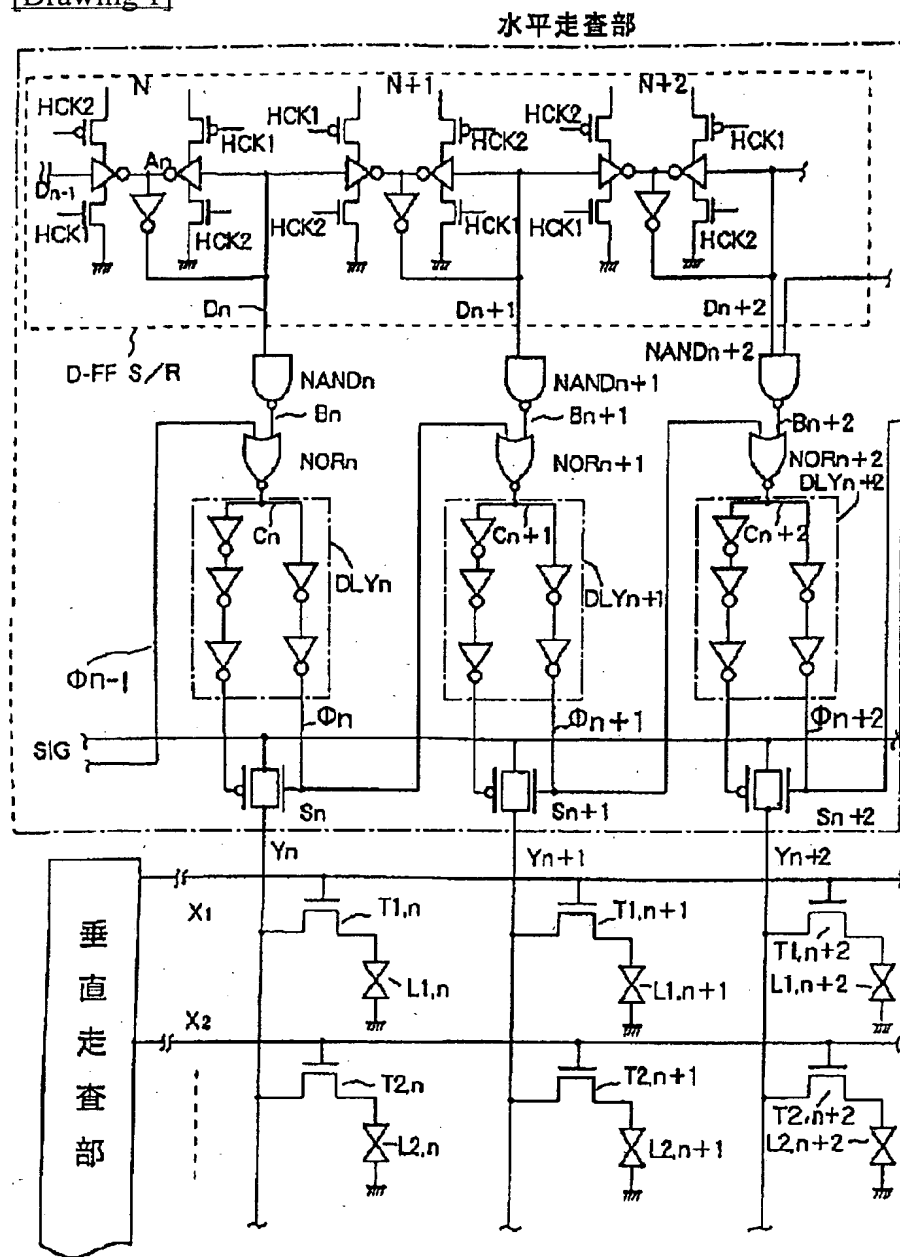 [Drawing 1]
水平走査部
N N+1 N+2
HCK2 HCK1 HCK2
HCK1 HCK2 HCK1
An
Dn-1
HCK1 HCK2 HCK2 HCK1 HCK1 HCK2
Dn Dn+1 Dn+2
D-FF S/R
NANDn NANDn+1 NANDn+2
Bn Bn+1 Bn+2
NORn NORn+1 NORn+2
DLYn+2
Cn Cn+1 Cn+2
DLYn DLYn+1
Φn-1
Φn Φn+1 Φn+2
SIG
Sn Sn+1 Sn+2
Yn Yn+1 Yn+2
垂直走査部
X1
T1,n T1,n+1 T1,n+2
L1,n L1,n+1 L1,n+2
X2
T2,n T2,n+1 T2,n+2
L2,n L2,n+1 L2,n+2